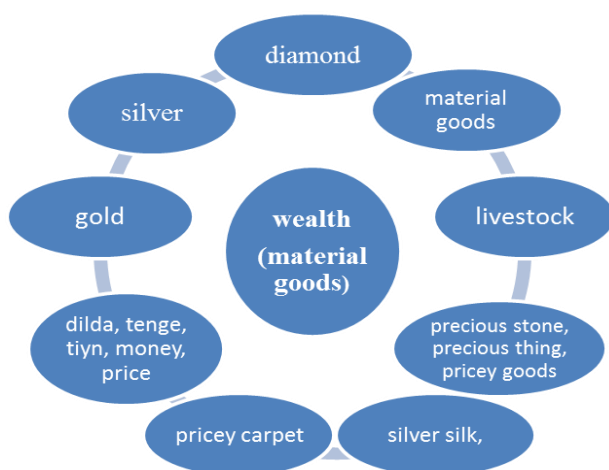 diamond
material
goods
livestock
precious stone,
precious thing,
pricey goods
silver silk,
pricey carpet
dilda, tenge,
tiyn, money,
price
gold
silver
wealth
(material
goods)